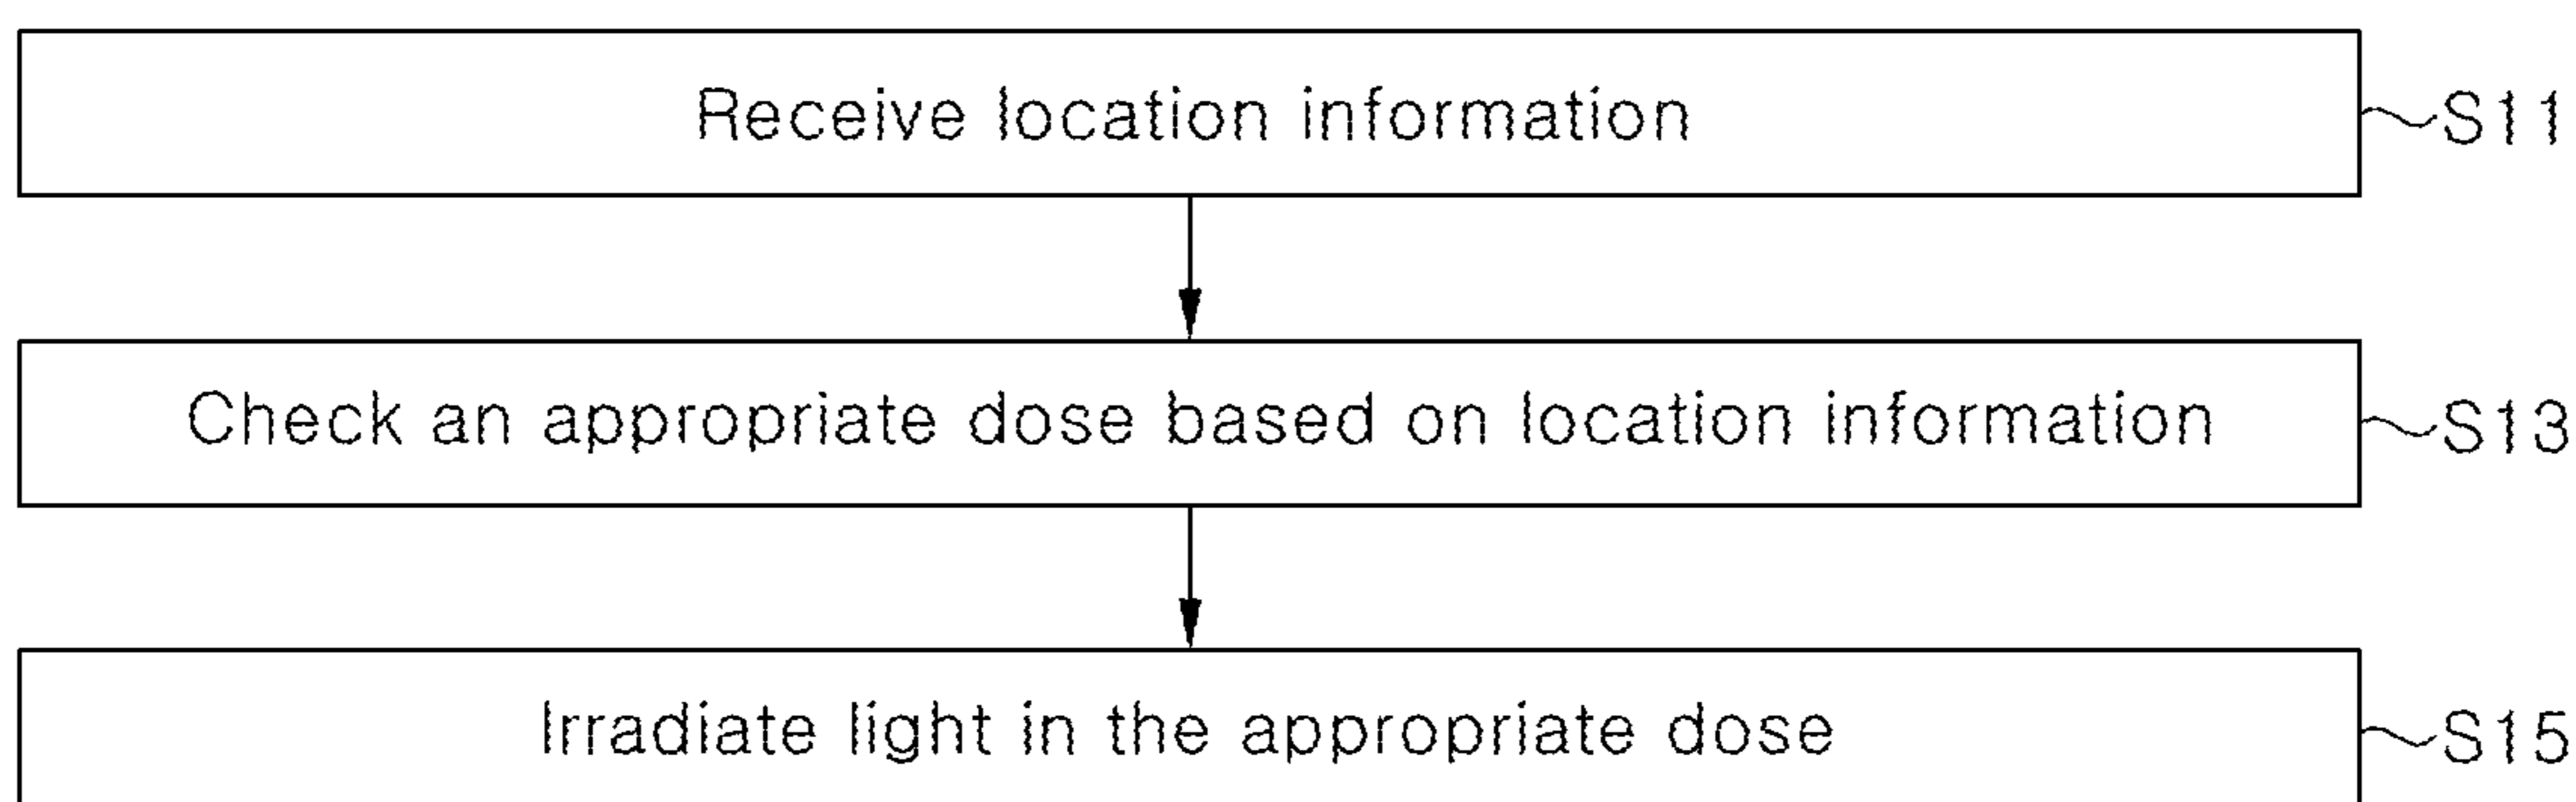 Receive location information S11
Check an appropriate dose based on location information S13
Irradiate light in the appropriate dose S15